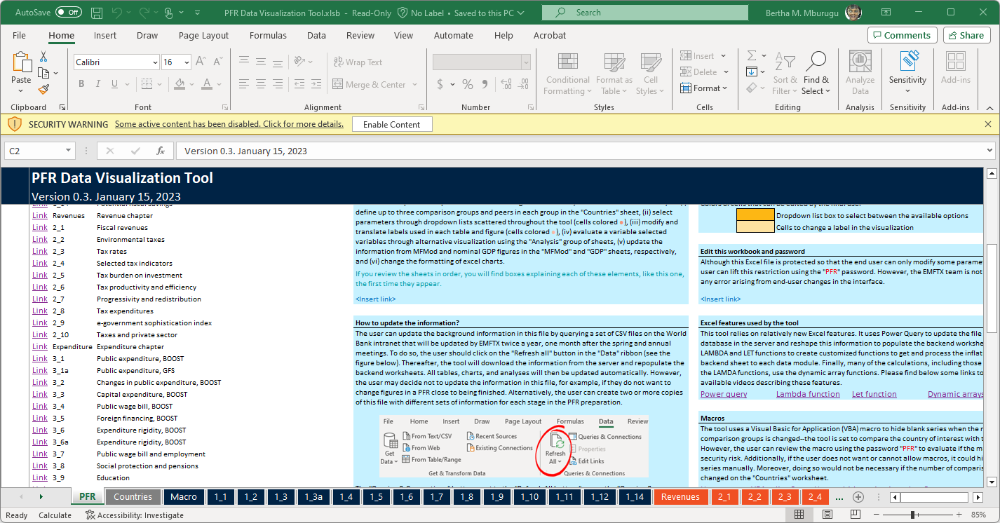 AutoSave Off PFR Data Visualization Tool.xlsb - Read-Only No Label • Saved to this PC Search Bertha M. Mburugu
File Home Insert Draw Page Layout Formulas Data Review View Automate Help Acrobat Comments Share
Paste
Clipboard
Calibri 16
B I U
Font
Wrap Text
Merge & Center
Alignment
$ % 9
Number
Conditional Formatting
Format as Table
Cell Styles
Styles
Insert
Delete
Format
Cells
Sort & Filter
Find & Select
Editing
Analyze Data
Analysis
Sensitivity
Sensitivity
Add-ins
Add-ins
SECURITY WARNING Some active content has been disabled. Click for more details. Enable Content
C2 fx Version 0.3. January 15, 2023
PFR Data Visualization Tool
Version 0.3. January 15, 2023
Link Revenues Revenue chapter
Link 2_1 Fiscal revenues
Link 2_2 Environmental taxes
Link 2_3 Tax rates
Link 2_4 Selected tax indicators
Link 2_5 Tax burden on investment
Link 2_6 Tax productivity and efficiency
Link 2_7 Progressivity and redistribution
Link 2_8 Tax expenditures
Link 2_9 e-government sophistication index
Link 2_10 Taxes and private sector
Link Expenditure Expenditure chapter
Link 3_1 Public expenditure, BOOST
Link 3_1a Public expenditure, GFS
Link 3_2 Changes in public expenditure, BOOST
Link 3_3 Capital expenditure, BOOST
Link 3_4 Public wage bill, BOOST
Link 3_5 Foreign financing, BOOST
Link 3_6 Expenditure rigidity, BOOST
Link 3_6a Expenditure rigidity, BOOST
Link 3_7 Public wage bill and employment
Link 3_8 Social protection and pensions
Link 3_9 Education
define up to three comparison groups and peers in each group in the "Countries" sheet, (ii) select
parameters through dropdown lists scattered throughout the tool (cells colored ), (iii) modify and
translate labels used in each table and figure (cells colored ), (iv) evaluate a variable selected
variables through alternative visualization using the "Analysis" group of sheets, (v) update the
information from MFMod and nominal GDP figures in the "MFMod" and "GDP" sheets, respectively,
and (vi) change the formatting of excel charts.
If you review the sheets in order, you will find boxes explaining each of these elements, like this one,
the first time they appear.
<Insert link>
How to update the information?
The user can update the background information in this file by querying a set of CSV files on the World
Bank intranet that will be updated by EMFTX twice a year, one month after the spring and annual
meetings. To do so, the user should click on the "Refresh all" button in the "Data" ribbon (see the
figure below). Thereafter, the tool will download the information from the server and repopulate the
backend worksheets. All tables, charts, and analyses will then be updated automatically. However,
the user may decide not to update the information in this file, for example, if they do not want to
change figures in a PFR close to being finished. Alternatively, the user can create two or more copies
of this file with different sets of information for each stage in the PFR preparation.
File Home Insert Draw Page Layout Formulas Data Review
Get Data
From Text/CSV
From Web
From Table/Range
Recent Sources
Existing Connections
Get & Transform Data
Refresh All
Queries & Connections
Properties
Edit Links
Queries & Connections
Colors of cells that can be edited by the final user
Dropdown list box to select between the available options
Cells to change a label in the visualization
Edit this workbook and password
Although this Excel file is protected so that the end user can only modify some paramet
user can lift this restriction using the "PFR" password. However, the EMFTX team is not
any error arising from end-user changes in the interface.
<Insert link>
Excel features used by the tool
This tool relies on relatively new Excel features. It uses Power Query to update the file
database in the server and reshape this information to populate the backend workshe
LAMBDA and LET functions to create customized functions to get and process the inflat
backend sheet to each data module. Finally, many of the calculations, including those
the LAMDA functions, use the dynamic array functions. Please find below some links to
available videos describing these features.
Power query Lambda function Let function Dynamic arrays
Macros
The tool uses a Visual Basic for Application (VBA) macro to hide blank series when the n
comparison groups is changed--the tool is set to compare the country of interest with t
However, the user can review the macro using the password "PFR" to evaluate if the m
security risk. Additionally, if the user does not want or cannot allow macros, it could hi
series manually. Moreover, doing so would not be necessary if the number of comparis
changed on the "Countries" worksheet.
PFR Countries Macro 1_1 1_2 1_3 1_3a 1_4 1_5 1_6 1_7 1_8 1_9 1_10 1_11 1_12 1_14 Revenues 2_1 2_2 2_3 2_4 ...
Ready Calculate Accessibility: Investigate 85%